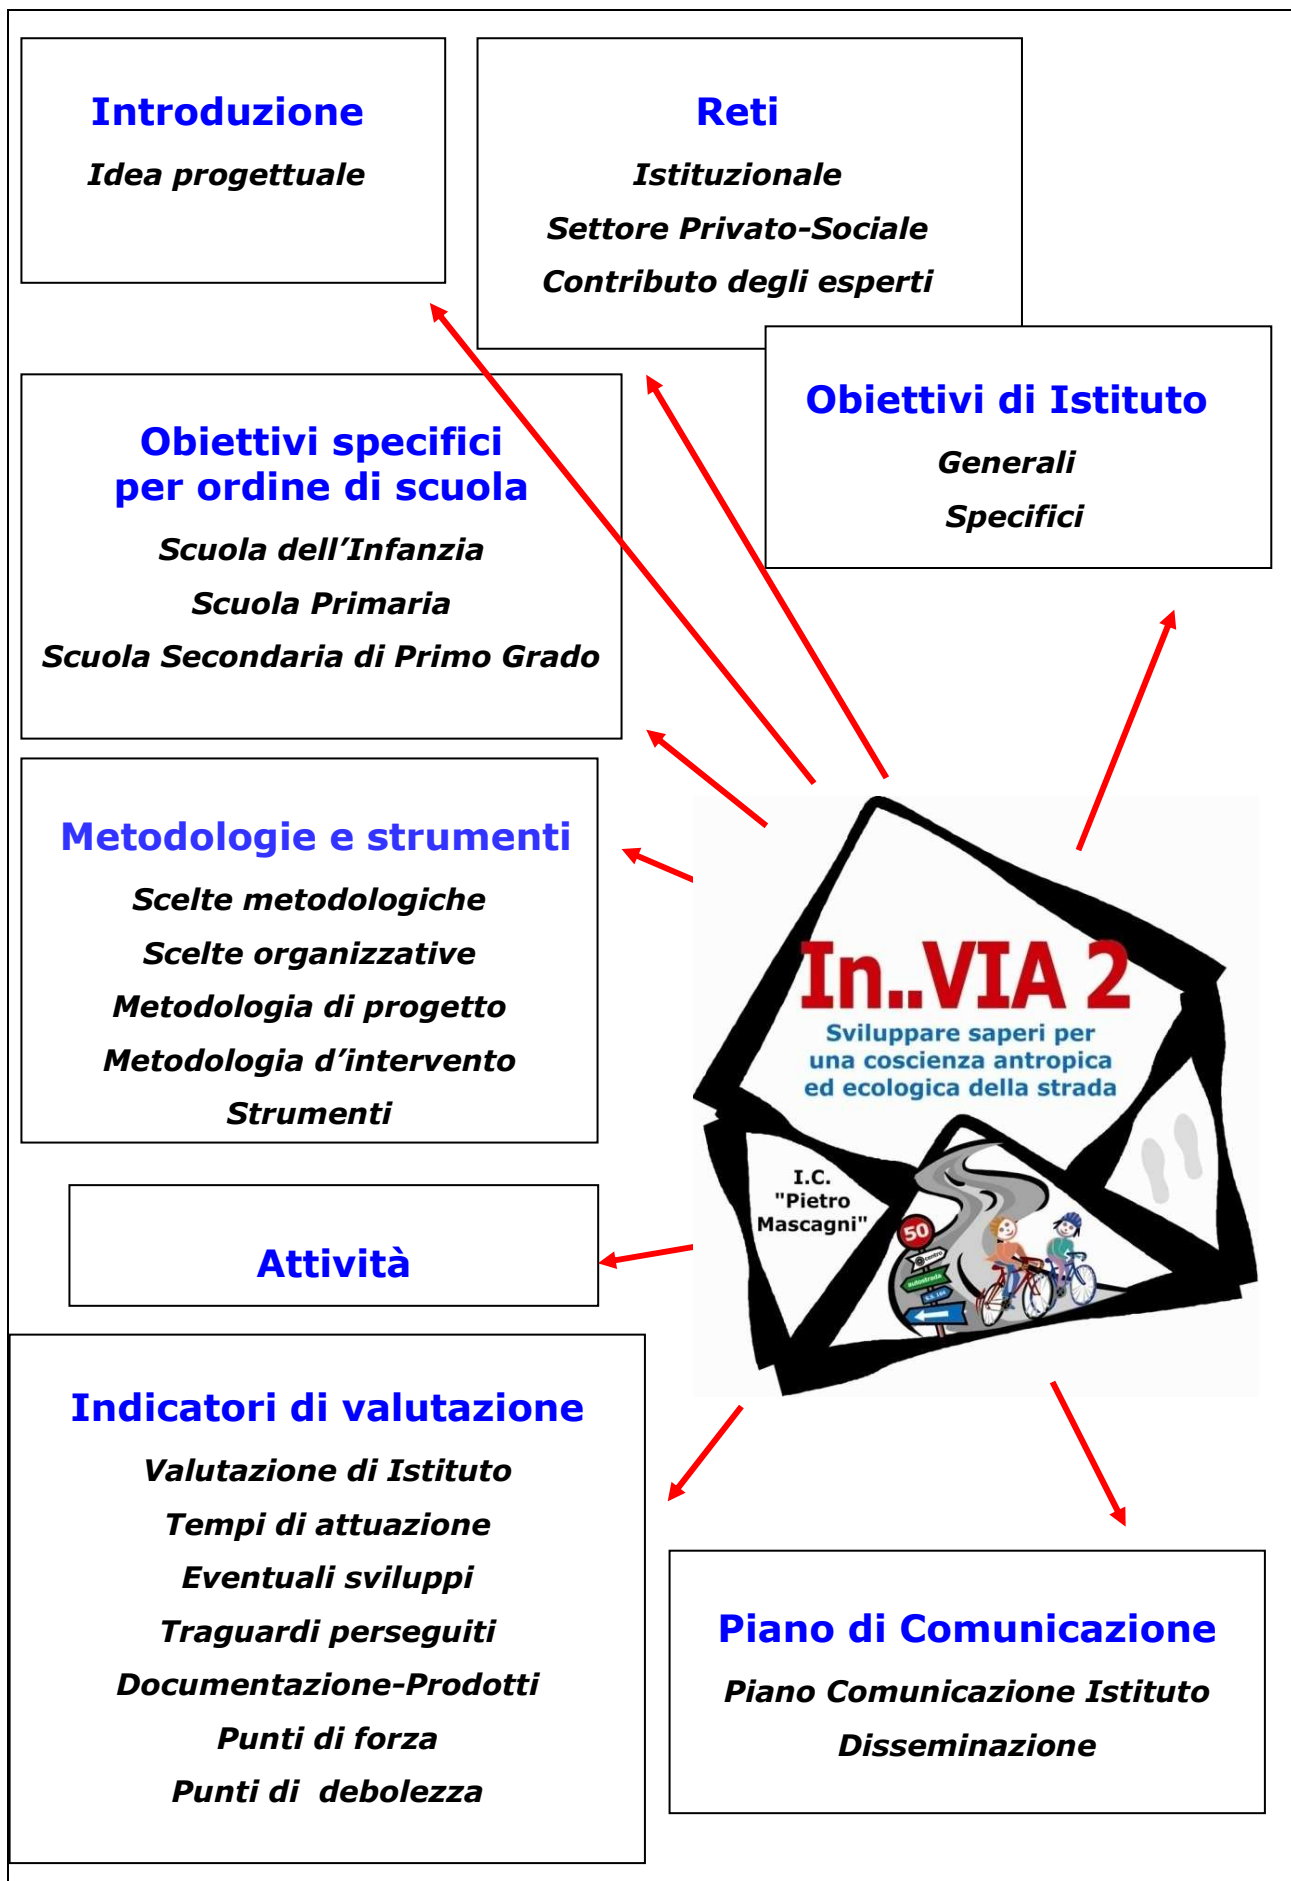 Introduzione
Idea progettuale
Reti
Istituzionale
Settore Privato-Sociale
Contributo degli esperti
Obiettivi di Istituto
Generali
Specifici
Obiettivi specifici
per ordine di scuola
Scuola dell’Infanzia
Scuola Primaria
Scuola Secondaria di Primo Grado
Metodologie e strumenti
Scelte metodologiche
Scelte organizzative
Metodologia di progetto
Metodologia d’intervento
Strumenti
In..VIA 2
Sviluppare saperi per
una coscienza antropica
ed ecologica della strada
I.C.
"Pietro
Mascagni"
50
centro
autostrada
Attività
Indicatori di valutazione
Valutazione di Istituto
Tempi di attuazione
Eventuali sviluppi
Traguardi perseguiti
Documentazione-Prodotti
Punti di forza
Punti di  debolezza
Piano di Comunicazione
Piano Comunicazione Istituto
Disseminazione